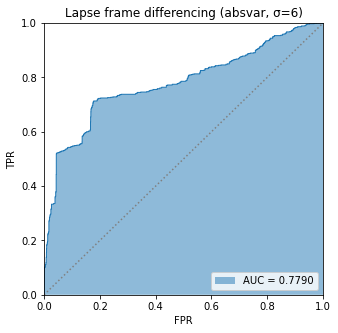 Lapse frame differencing (absvar, σ=6)
1.0
0.8
0.6
0.4
0.2
0.0
TPR
0.0 0.2 0.4 0.6 0.8 1.0
FPR
AUC = 0.7790